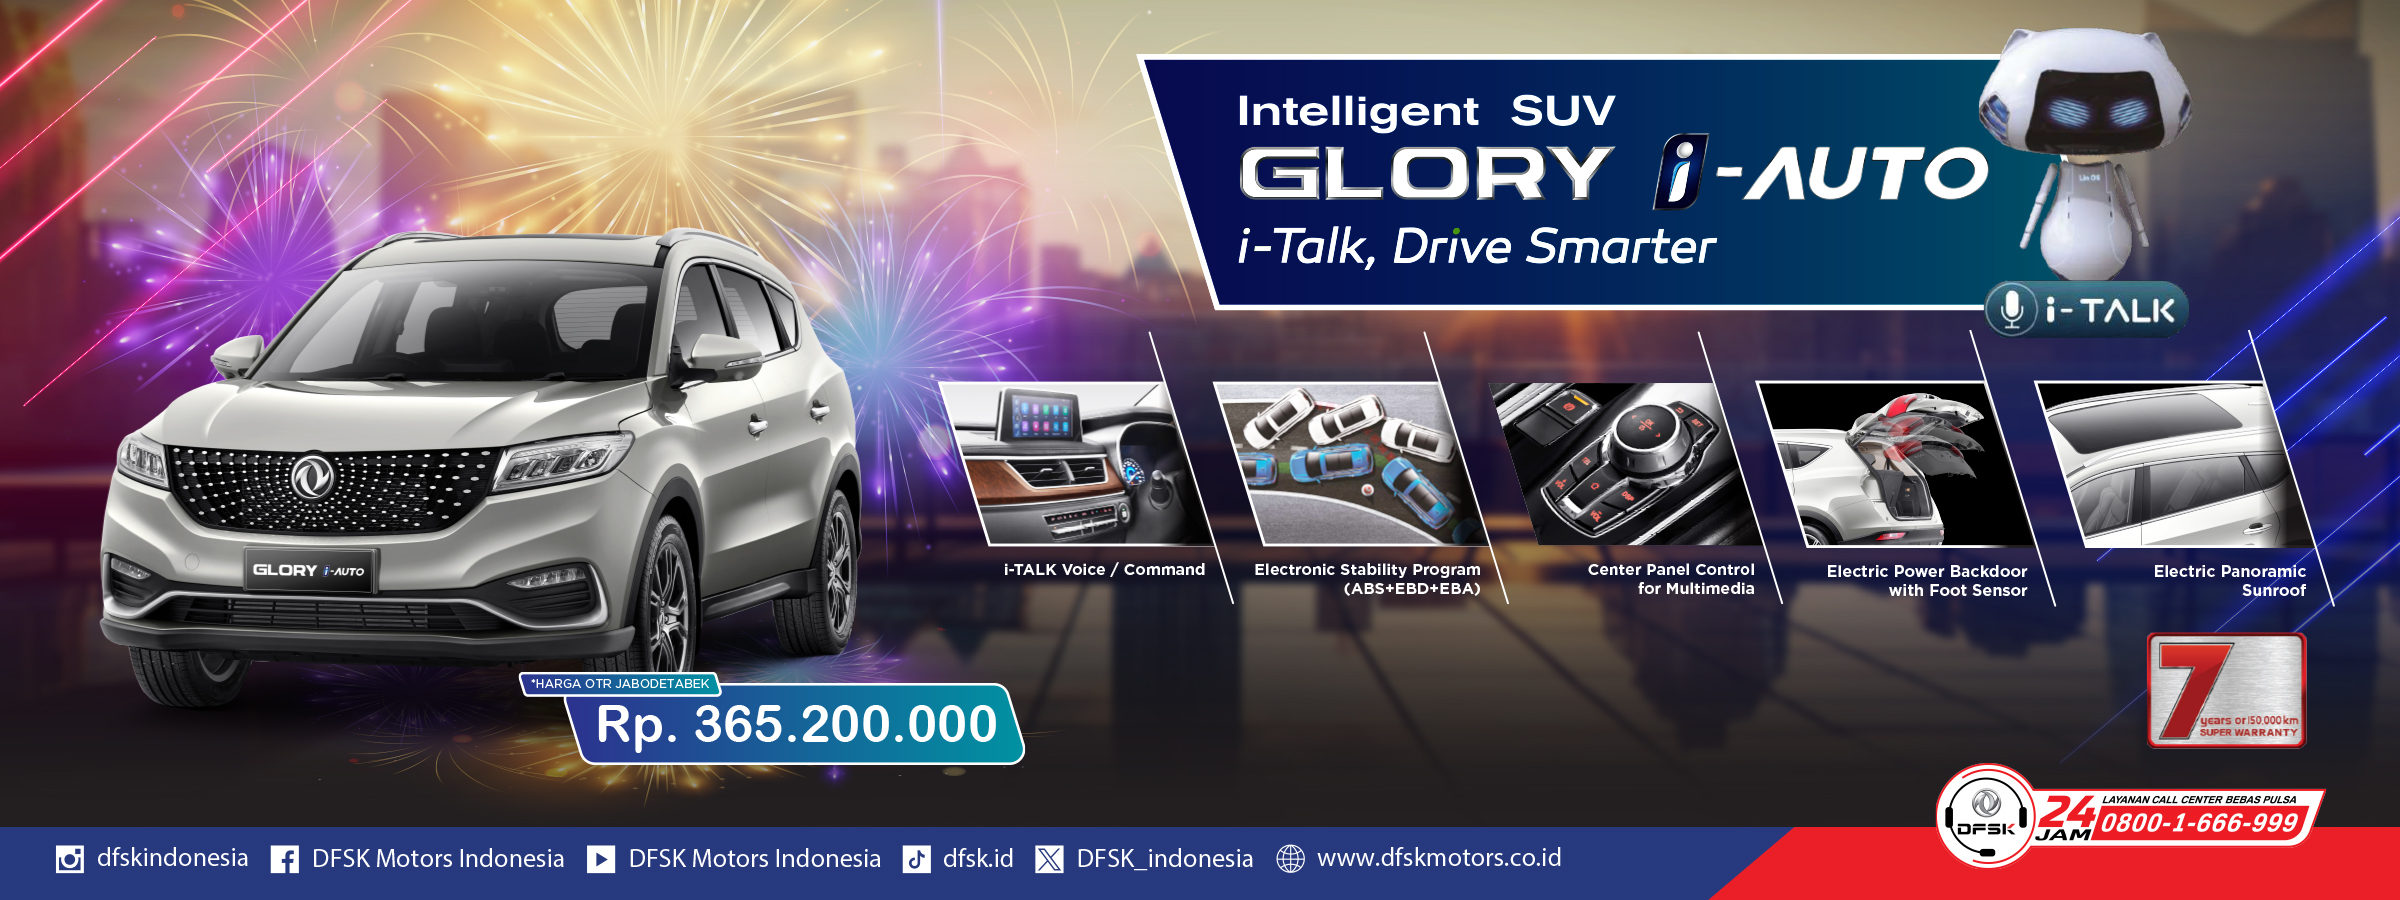 Intelligent SUV
GLORY i-AUTO
i-Talk, Drive Smarter
Lin Oli
i-TALK
i-TALK Voice / Command
Electronic Stability Program
(ABS+EBD+EBA)
Center Panel Control
for Multimedia
Electric Power Backdoor
with Foot Sensor
Electric Panoramic
Sunroof
GLORY i-AUTO
*HARGA OTR JABODETABEK
Rp. 365.200.000
7
years or 150.000 km
SUPER WARRANTY
DFSK
24
JAM
LAYANAN CALL CENTER BEBAS PULSA
0800-1-666-999
dfskindonesia
DFSK Motors Indonesia
DFSK Motors Indonesia
dfsk.id
DFSK_indonesia
www.dfskmotors.co.id